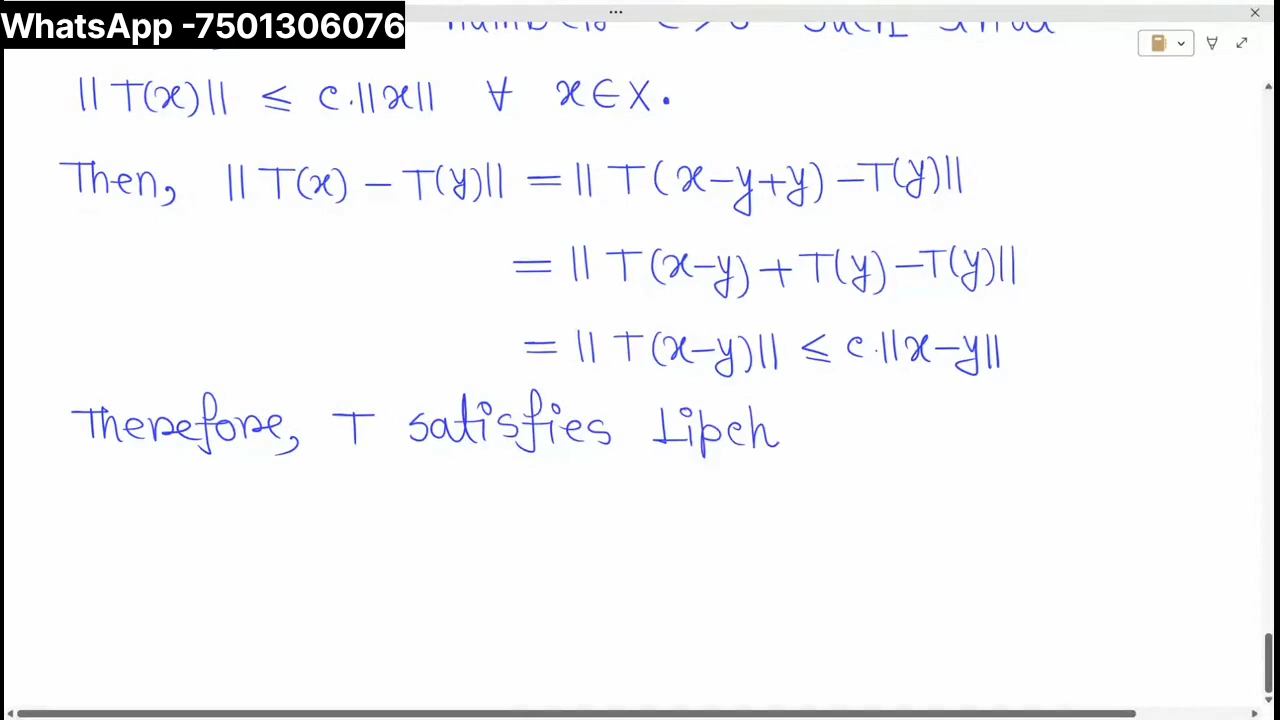 WhatsApp -7501306076
‖T(x)‖ ≤ c.‖x‖ ∀ x∈X.
Then, ‖T(x) – T(y)‖ = ‖T(x–y+y) –T(y)‖
= ‖T(x–y) + T(y) –T(y)‖
= ‖T(x–y)‖ ≤ c.‖x–y‖
Therefore, T satisfies Lipch